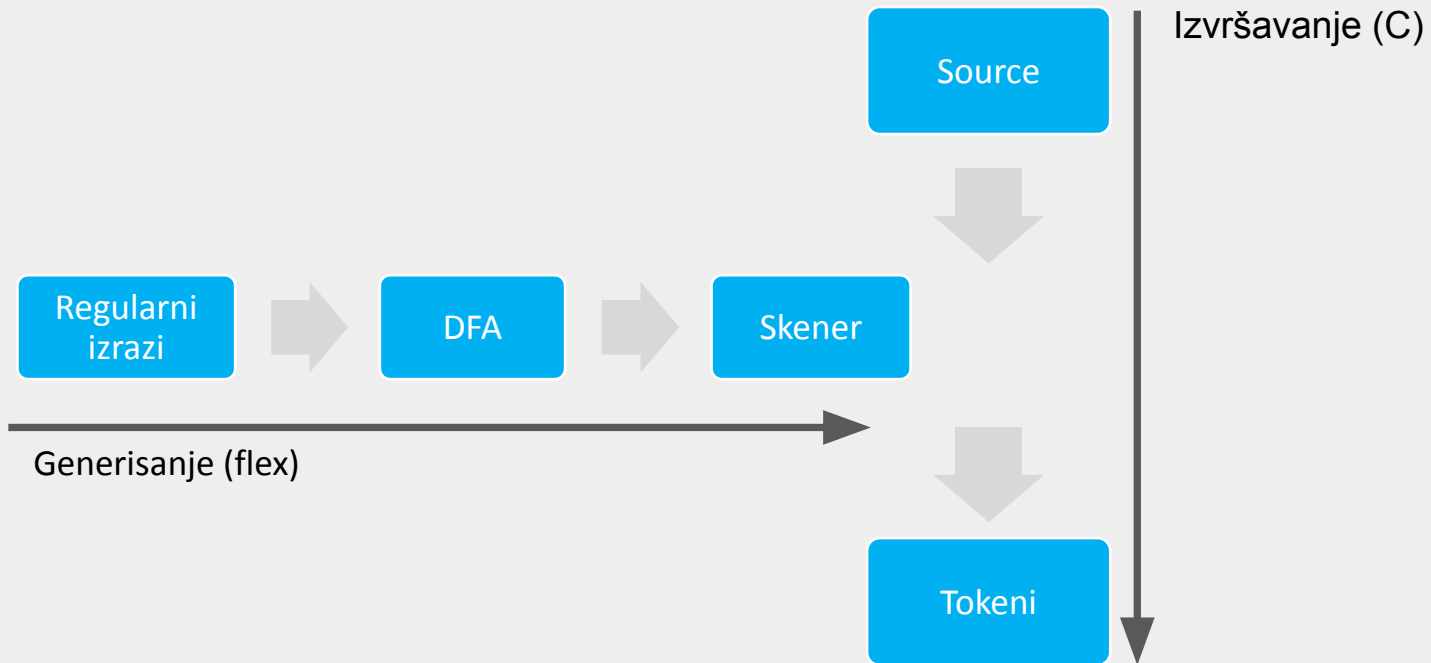 Izvršavanje (C)
Source
Regularni
izrazi
DFA
Skener
Generisanje (flex)
Tokeni